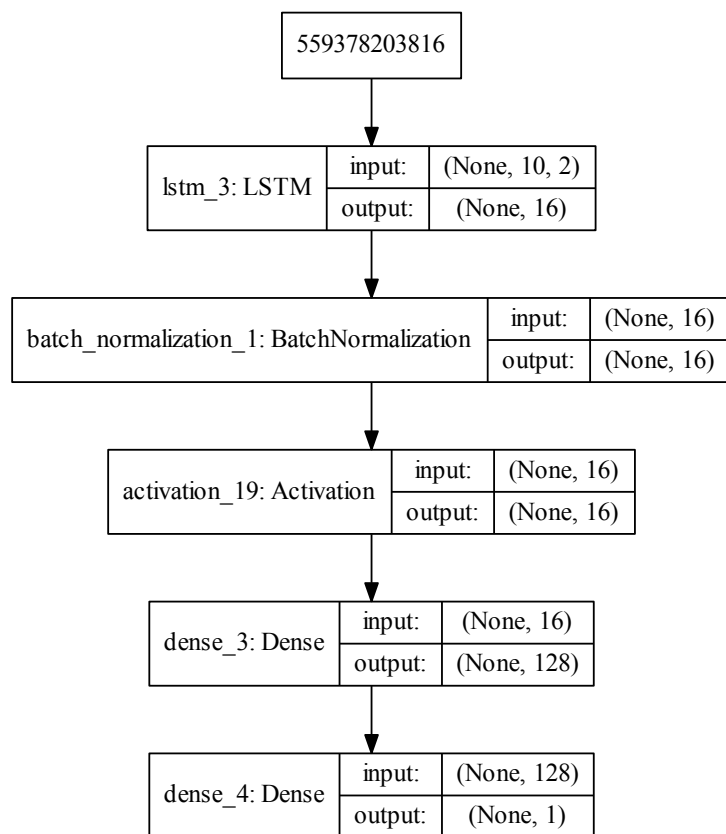 559378203816
lstm_3: LSTM
input:
(None, 10, 2)
output:
(None, 16)
batch_normalization_1: BatchNormalization
input:
(None, 16)
output:
(None, 16)
activation_19: Activation
input:
(None, 16)
output:
(None, 16)
dense_3: Dense
input:
(None, 16)
output:
(None, 128)
dense_4: Dense
input:
(None, 128)
output:
(None, 1)